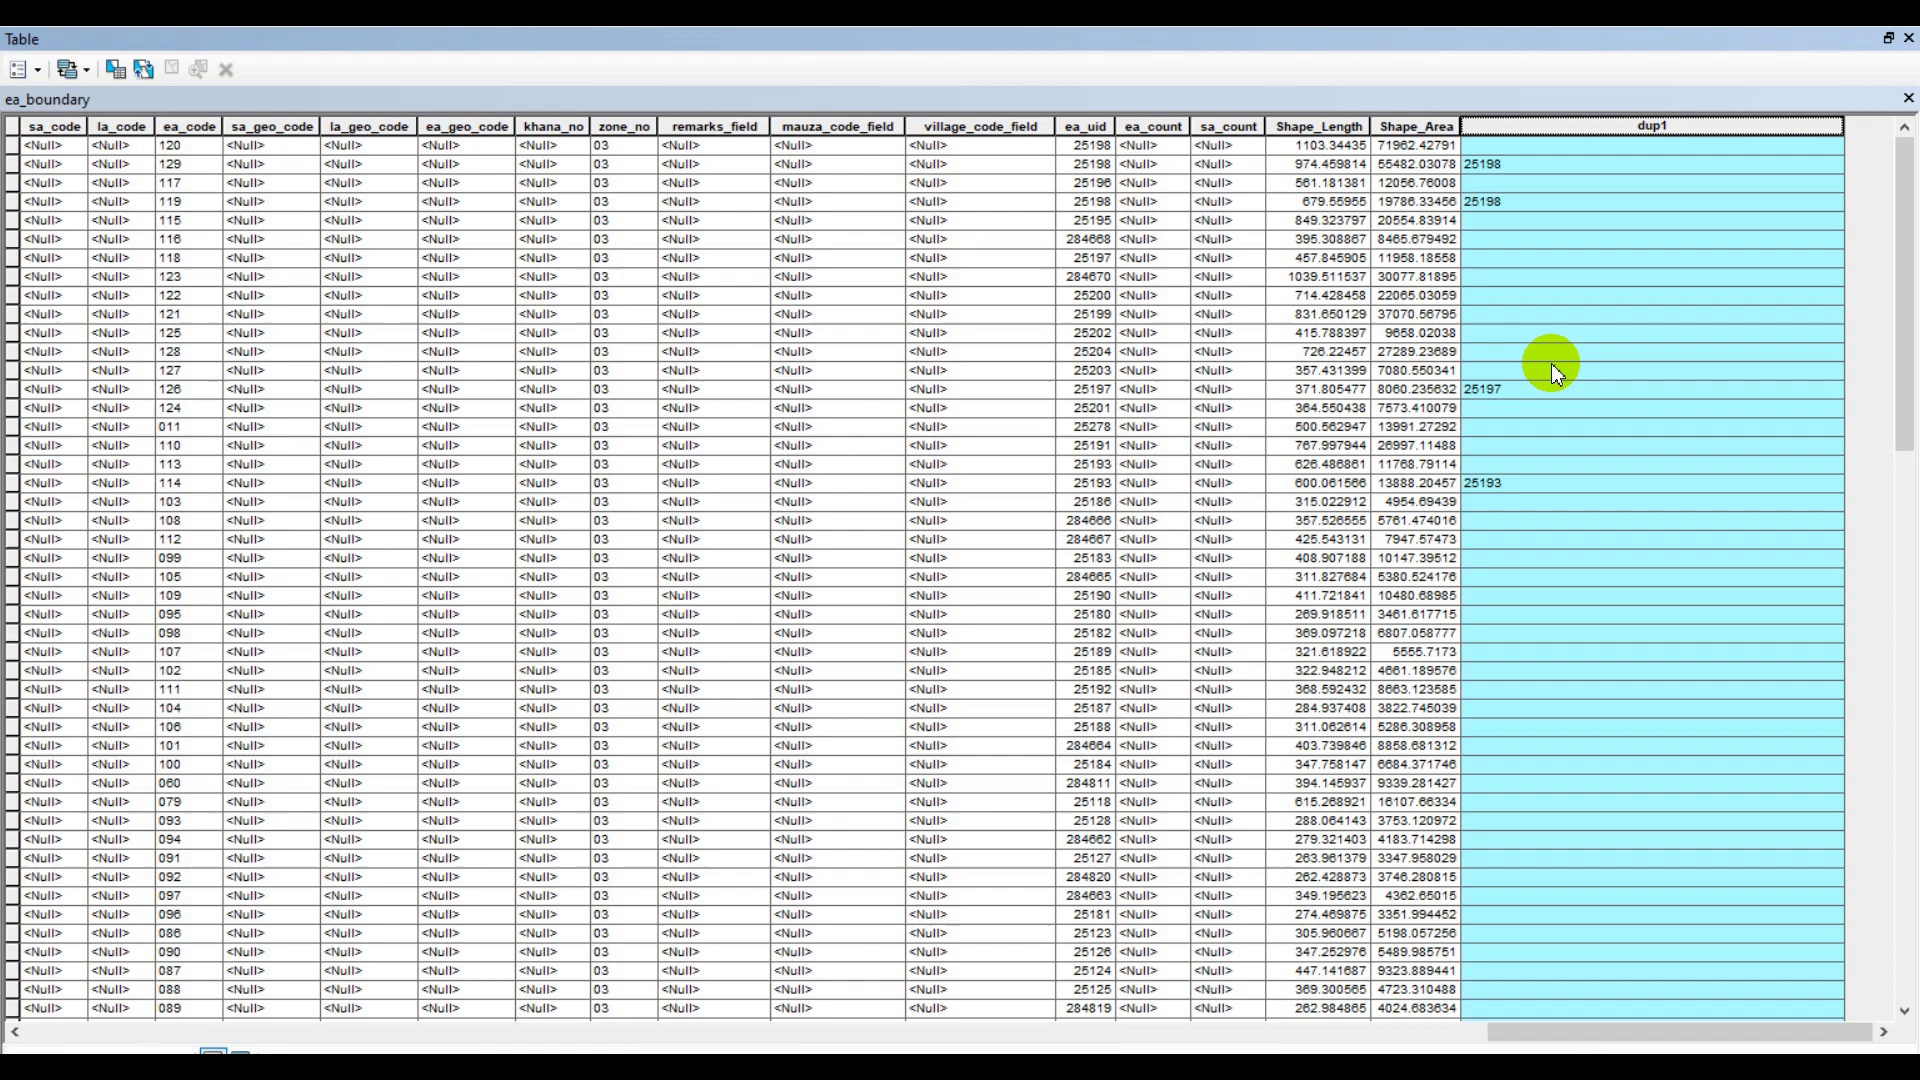 Table
ea_boundary
sa_code la_code ea_code sa_geo_code la_geo_code ea_geo_code khana_no zone_no remarks_field mauza_code_field village_code_field ea_uid ea_count sa_count Shape_Length Shape_Area dup1
<Null> <Null> 120 <Null> <Null> <Null> <Null> 03 <Null> <Null> <Null> 25198 <Null> <Null> 1103.34435 71962.42791
<Null> <Null> 129 <Null> <Null> <Null> <Null> 03 <Null> <Null> <Null> 25198 <Null> <Null> 974.459814 55482.03078 25198
<Null> <Null> 117 <Null> <Null> <Null> <Null> 03 <Null> <Null> <Null> 25196 <Null> <Null> 561.181381 12056.76008
<Null> <Null> 119 <Null> <Null> <Null> <Null> 03 <Null> <Null> <Null> 25198 <Null> <Null> 679.55955 19786.33456 25198
<Null> <Null> 115 <Null> <Null> <Null> <Null> 03 <Null> <Null> <Null> 25195 <Null> <Null> 849.323797 20554.83914
<Null> <Null> 116 <Null> <Null> <Null> <Null> 03 <Null> <Null> <Null> 284668 <Null> <Null> 395.308867 8465.679492
<Null> <Null> 118 <Null> <Null> <Null> <Null> 03 <Null> <Null> <Null> 25197 <Null> <Null> 457.845905 11958.18558
<Null> <Null> 123 <Null> <Null> <Null> <Null> 03 <Null> <Null> <Null> 284670 <Null> <Null> 1039.511537 30077.81895
<Null> <Null> 122 <Null> <Null> <Null> <Null> 03 <Null> <Null> <Null> 25200 <Null> <Null> 714.428458 22065.03059
<Null> <Null> 121 <Null> <Null> <Null> <Null> 03 <Null> <Null> <Null> 25199 <Null> <Null> 831.650129 37070.56795
<Null> <Null> 125 <Null> <Null> <Null> <Null> 03 <Null> <Null> <Null> 25202 <Null> <Null> 415.788397 9658.02038
<Null> <Null> 128 <Null> <Null> <Null> <Null> 03 <Null> <Null> <Null> 25204 <Null> <Null> 726.22457 27289.23689
<Null> <Null> 127 <Null> <Null> <Null> <Null> 03 <Null> <Null> <Null> 25203 <Null> <Null> 357.431399 7080.550341
<Null> <Null> 126 <Null> <Null> <Null> <Null> 03 <Null> <Null> <Null> 25197 <Null> <Null> 371.805477 8060.235632 25197
<Null> <Null> 124 <Null> <Null> <Null> <Null> 03 <Null> <Null> <Null> 25201 <Null> <Null> 364.550438 7573.410079
<Null> <Null> 011 <Null> <Null> <Null> <Null> 03 <Null> <Null> <Null> 25278 <Null> <Null> 500.562947 13991.27292
<Null> <Null> 110 <Null> <Null> <Null> <Null> 03 <Null> <Null> <Null> 25191 <Null> <Null> 767.997944 26997.11488
<Null> <Null> 113 <Null> <Null> <Null> <Null> 03 <Null> <Null> <Null> 25193 <Null> <Null> 626.486861 11768.79114
<Null> <Null> 114 <Null> <Null> <Null> <Null> 03 <Null> <Null> <Null> 25193 <Null> <Null> 600.061566 13888.20457 25193
<Null> <Null> 103 <Null> <Null> <Null> <Null> 03 <Null> <Null> <Null> 25186 <Null> <Null> 315.022912 4954.69439
<Null> <Null> 108 <Null> <Null> <Null> <Null> 03 <Null> <Null> <Null> 284666 <Null> <Null> 357.526555 5761.474016
<Null> <Null> 112 <Null> <Null> <Null> <Null> 03 <Null> <Null> <Null> 284667 <Null> <Null> 425.543131 7947.57473
<Null> <Null> 099 <Null> <Null> <Null> <Null> 03 <Null> <Null> <Null> 25183 <Null> <Null> 408.907188 10147.39512
<Null> <Null> 105 <Null> <Null> <Null> <Null> 03 <Null> <Null> <Null> 284665 <Null> <Null> 311.827684 5380.524176
<Null> <Null> 109 <Null> <Null> <Null> <Null> 03 <Null> <Null> <Null> 25190 <Null> <Null> 411.721841 10480.68985
<Null> <Null> 095 <Null> <Null> <Null> <Null> 03 <Null> <Null> <Null> 25180 <Null> <Null> 269.918511 3461.617715
<Null> <Null> 098 <Null> <Null> <Null> <Null> 03 <Null> <Null> <Null> 25182 <Null> <Null> 369.097218 6807.058777
<Null> <Null> 107 <Null> <Null> <Null> <Null> 03 <Null> <Null> <Null> 25189 <Null> <Null> 321.618922 5555.7173
<Null> <Null> 102 <Null> <Null> <Null> <Null> 03 <Null> <Null> <Null> 25185 <Null> <Null> 322.948212 4661.189576
<Null> <Null> 111 <Null> <Null> <Null> <Null> 03 <Null> <Null> <Null> 25192 <Null> <Null> 368.592432 8663.123585
<Null> <Null> 104 <Null> <Null> <Null> <Null> 03 <Null> <Null> <Null> 25187 <Null> <Null> 284.937408 3822.745039
<Null> <Null> 106 <Null> <Null> <Null> <Null> 03 <Null> <Null> <Null> 25188 <Null> <Null> 311.062614 5286.308958
<Null> <Null> 101 <Null> <Null> <Null> <Null> 03 <Null> <Null> <Null> 284664 <Null> <Null> 403.739846 8858.681312
<Null> <Null> 100 <Null> <Null> <Null> <Null> 03 <Null> <Null> <Null> 25184 <Null> <Null> 347.758147 6684.371746
<Null> <Null> 060 <Null> <Null> <Null> <Null> 03 <Null> <Null> <Null> 284811 <Null> <Null> 394.145937 9339.281427
<Null> <Null> 079 <Null> <Null> <Null> <Null> 03 <Null> <Null> <Null> 25118 <Null> <Null> 615.268921 16107.66334
<Null> <Null> 093 <Null> <Null> <Null> <Null> 03 <Null> <Null> <Null> 25128 <Null> <Null> 288.064143 3753.120972
<Null> <Null> 094 <Null> <Null> <Null> <Null> 03 <Null> <Null> <Null> 284662 <Null> <Null> 279.321403 4183.714298
<Null> <Null> 091 <Null> <Null> <Null> <Null> 03 <Null> <Null> <Null> 25127 <Null> <Null> 263.961379 3347.958029
<Null> <Null> 092 <Null> <Null> <Null> <Null> 03 <Null> <Null> <Null> 284820 <Null> <Null> 262.428873 3746.280815
<Null> <Null> 097 <Null> <Null> <Null> <Null> 03 <Null> <Null> <Null> 284663 <Null> <Null> 349.195623 4362.65015
<Null> <Null> 096 <Null> <Null> <Null> <Null> 03 <Null> <Null> <Null> 25181 <Null> <Null> 274.469875 3351.994452
<Null> <Null> 086 <Null> <Null> <Null> <Null> 03 <Null> <Null> <Null> 25123 <Null> <Null> 305.960667 5198.057256
<Null> <Null> 090 <Null> <Null> <Null> <Null> 03 <Null> <Null> <Null> 25126 <Null> <Null> 347.252976 5489.985751
<Null> <Null> 087 <Null> <Null> <Null> <Null> 03 <Null> <Null> <Null> 25124 <Null> <Null> 447.141687 9323.889441
<Null> <Null> 088 <Null> <Null> <Null> <Null> 03 <Null> <Null> <Null> 25125 <Null> <Null> 369.300565 4723.310488
<Null> <Null> 089 <Null> <Null> <Null> <Null> 03 <Null> <Null> <Null> 284819 <Null> <Null> 262.984865 4024.683634